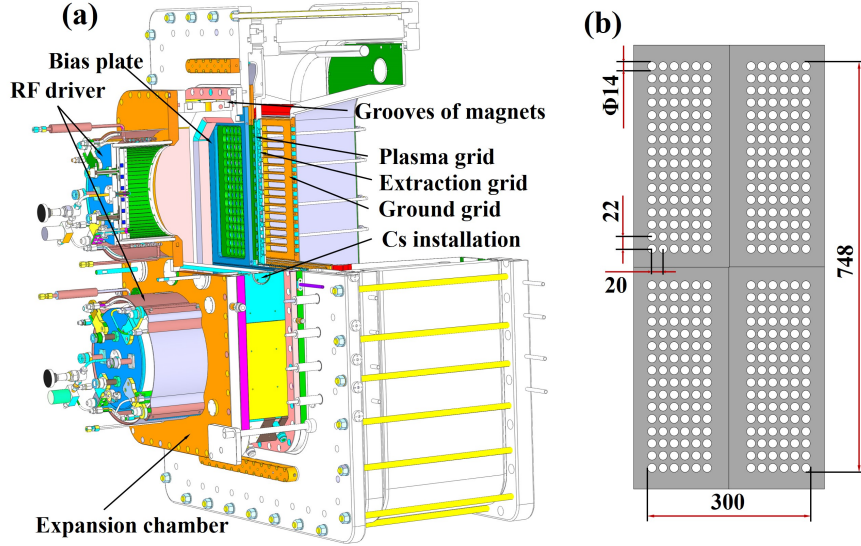 (a)
Bias plate
RF driver
Grooves of magnets
Plasma grid
Extraction grid
Ground grid
Cs installation
Expansion chamber
(b)
Φ14
22
20
748
300